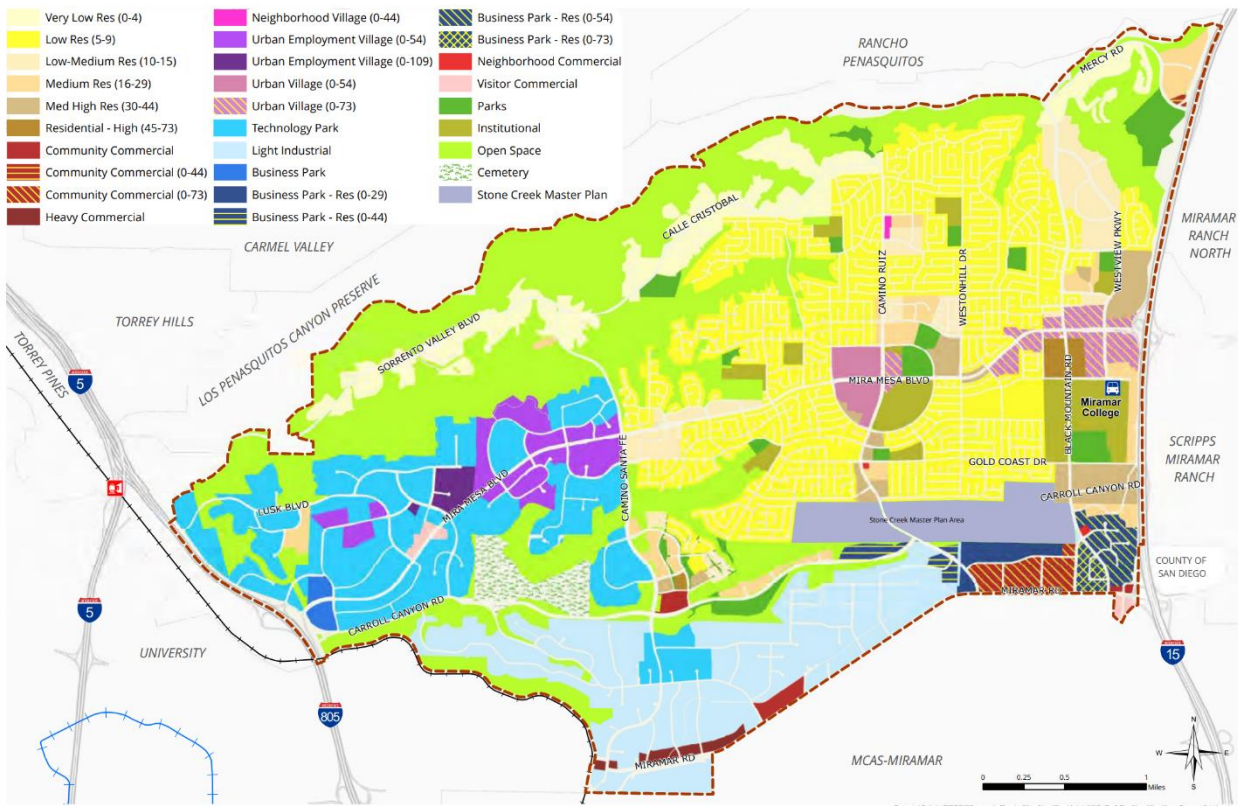 Very Low Res (0-4)
Low Res (5-9)
Low-Medium Res (10-15)
Medium Res (16-29)
Med High Res (30-44)
Residential - High (45-73)
Community Commercial
Community Commercial (0-44)
Community Commercial (0-73)
Heavy Commercial
Neighborhood Village (0-44)
Urban Employment Village (0-54)
Urban Employment Village (0-109)
Urban Village (0-54)
Urban Village (0-73)
Technology Park
Light Industrial
Business Park
Business Park - Res (0-29)
Business Park - Res (0-44)
Business Park - Res (0-54)
Business Park - Res (0-73)
Neighborhood Commercial
Visitor Commercial
Parks
Institutional
Open Space
Cemetery
Stone Creek Master Plan
RANCHO
PENASQUITOS
MERCY RD
CARMEL VALLEY
CALLE CRISTOBAL
MIRAMAR
RANCH
NORTH
WESTVIEW PKWY
CAMINO RUIZ
WESTONHILL DR
TORREY HILLS
LOS PENASQUITOS CANYON PRESERVE
SORRENTO VALLEY BLVD
TORREY PINES
5
MIRA MESA BLVD
BLACK MOUNTAIN RD
Miramar
College
SCRIPPS
MIRAMAR
RANCH
GOLD COAST DR
CAMINO SANTA FE
MIRA MESA BLVD
LUSK BLVD
CARROLL CANYON RD
Stone Creek Master Plan Area
COUNTY OF
SAN DIEGO
MIRAMAR RD
CARROLL CANYON RD
5
UNIVERSITY
15
805
MIRAMAR RD
MCAS-MIRAMAR
N
W
E
S
0 0.25 0.5 1
Miles